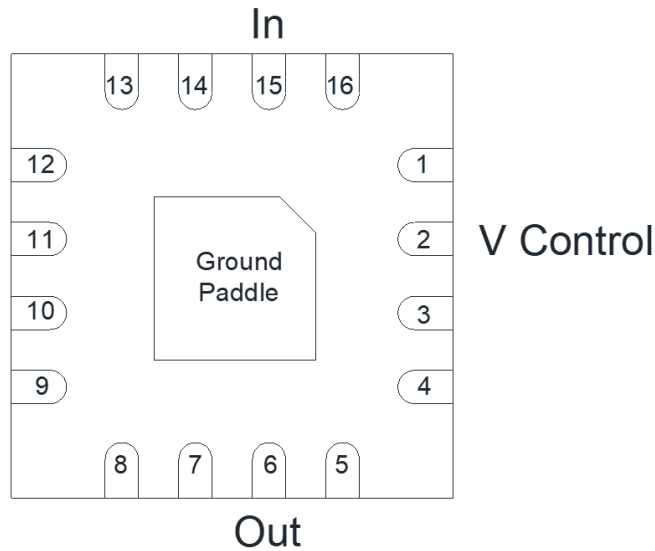 In
13 14 15 16
12 1
11 2 V Control
Ground
Paddle
10 3
9 4
8 7 6 5
Out